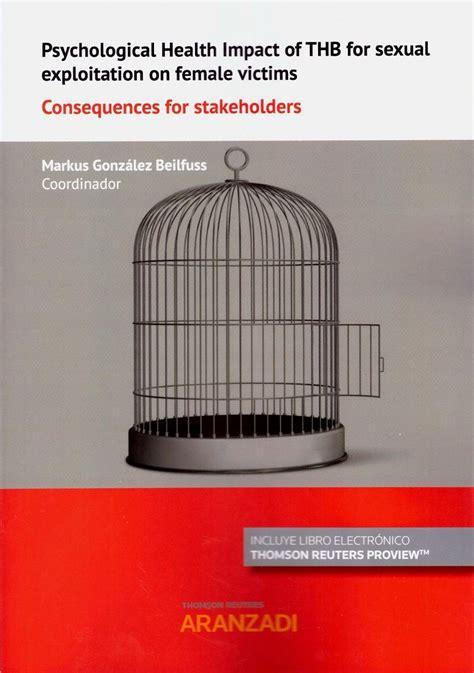 Psychological Health Impact of THB for sexual
exploitation on female victims
Consequences for stakeholders
Markus González Beilfuss
Coordinador
INCLUYE LIBRO ELECTRÓNICO
THOMSON REUTERS PROVIEW™
THOMSON REUTERS
ARANZADI